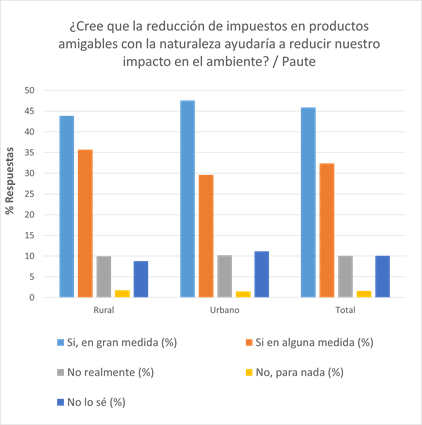 ¿Cree que la reducción de impuestos en productos
amigables con la naturaleza ayudaría a reducir nuestro
impacto en el ambiente? / Paute
% Respuestas
50
45
40
35
30
25
20
15
10
5
0
Rural
Urbano
Total
Si, en gran medida (%)
Si en alguna medida (%)
No realmente (%)
No, para nada (%)
No lo sé (%)